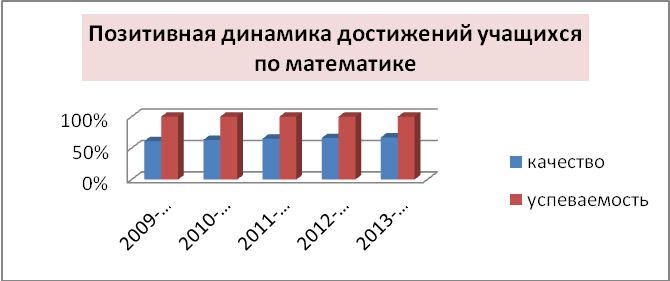 Позитивная динамика достижений учащихся
по математике
100%
50%
0%
2009-...
2010-...
2011-...
2012-...
2013-...
качество
успеваемость